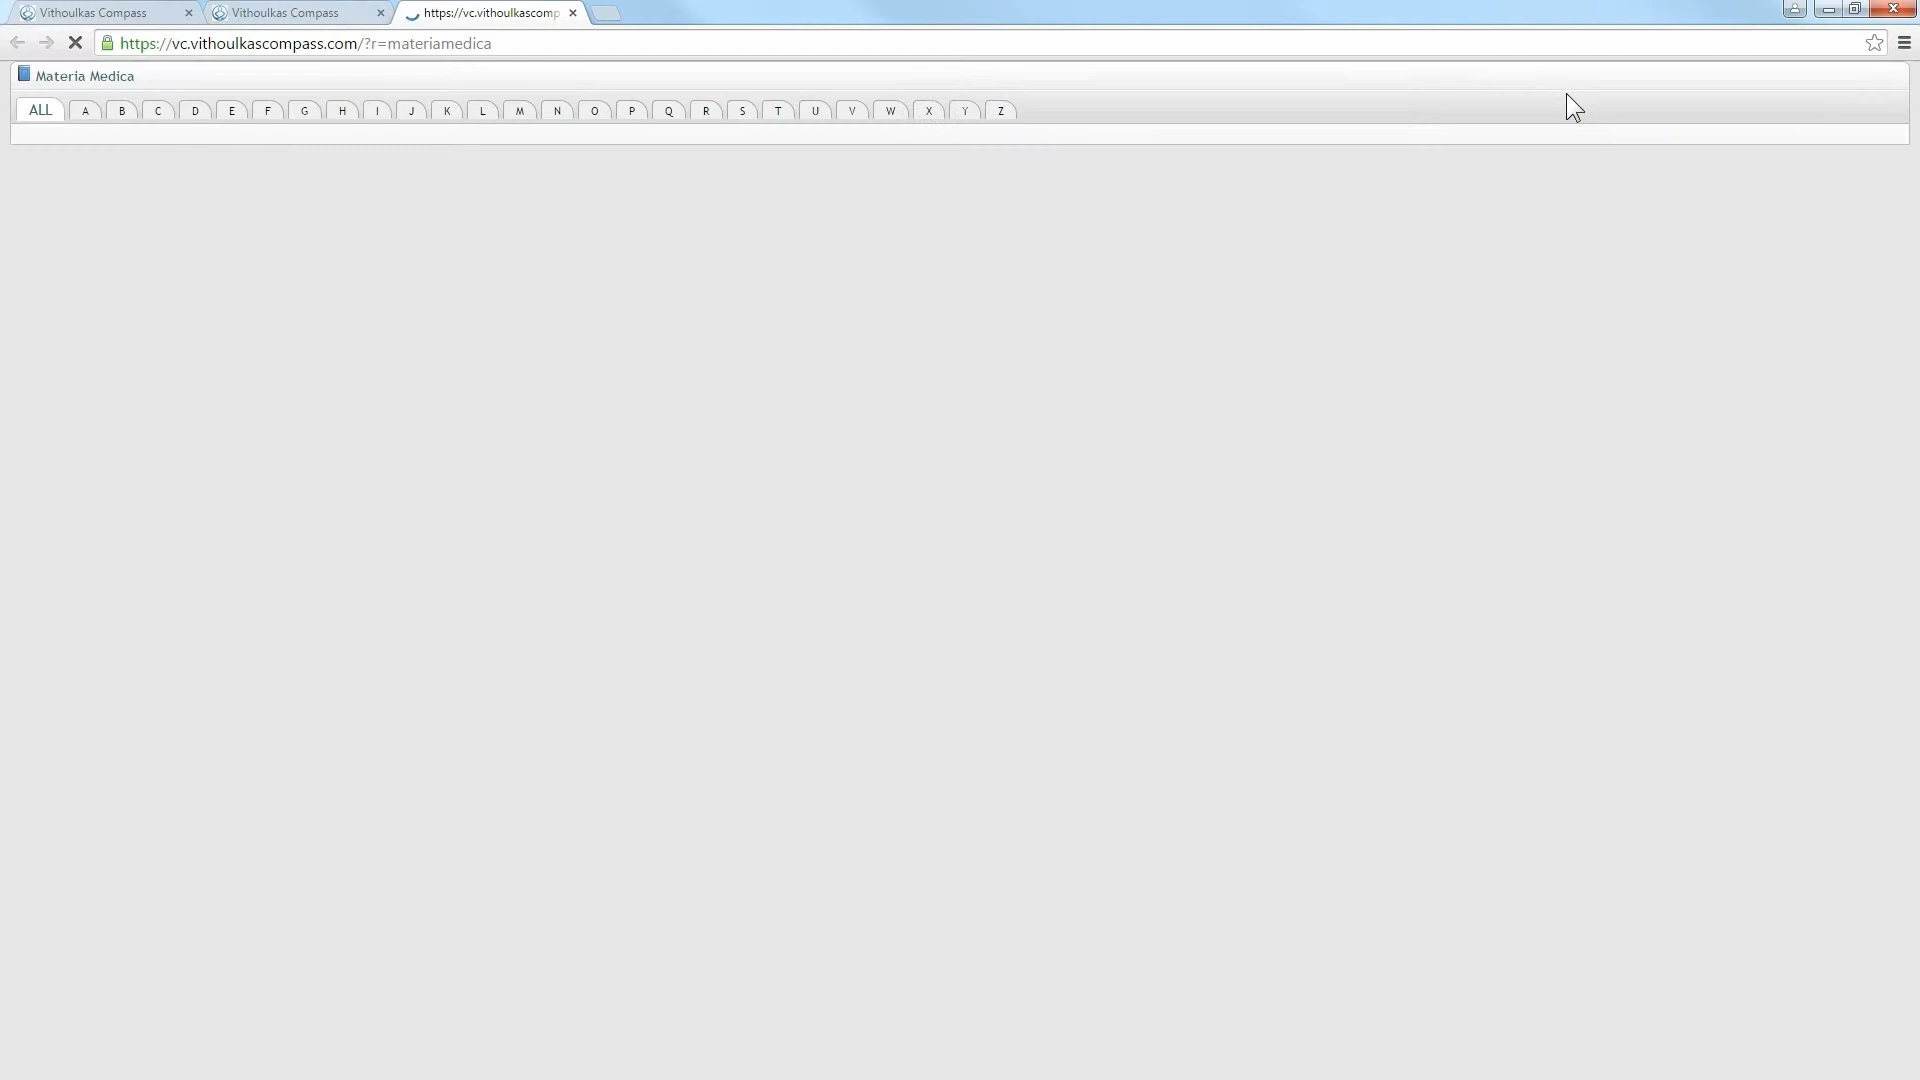 Vithoulkas Compass Vithoulkas Compass https://vc.vithoulkascomp
https://vc.vithoulkascompass.com/?r=materiamedica
Materia Medica
ALL A B C D E F G H I J K L M N O P Q R S T U V W X Y Z